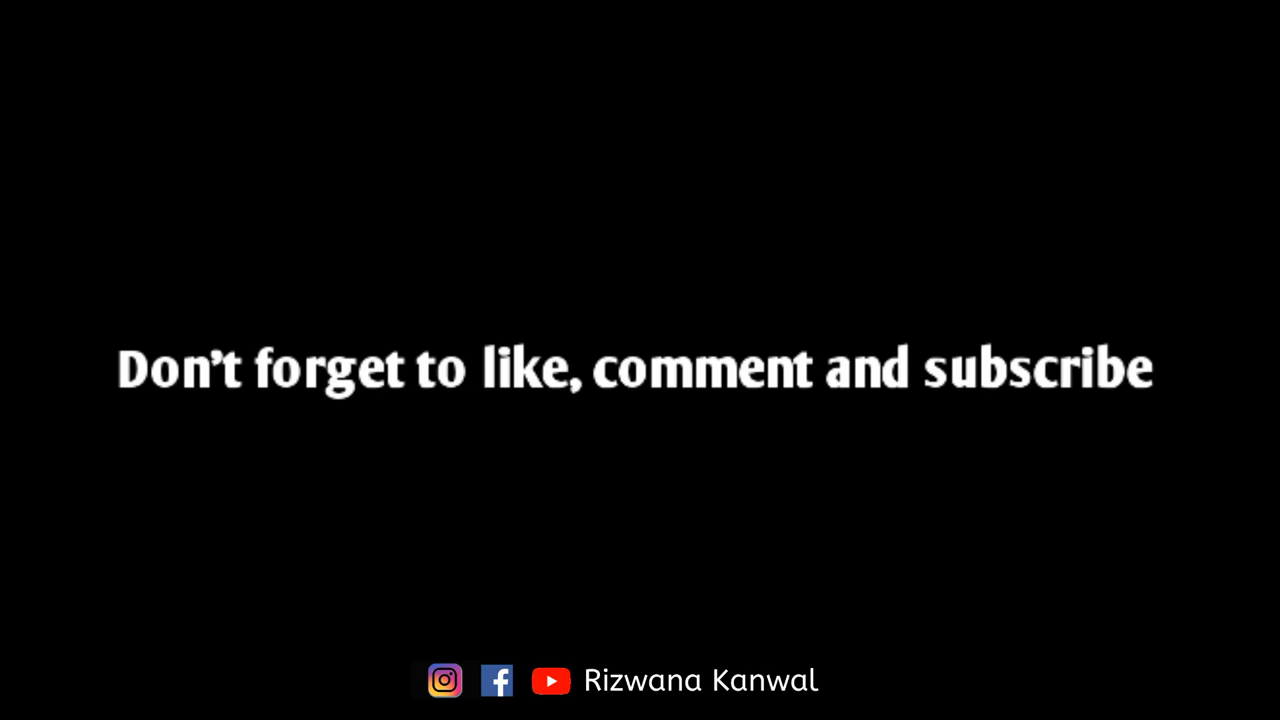 Don't forget to like, comment and subscribe
Rizwana Kanwal